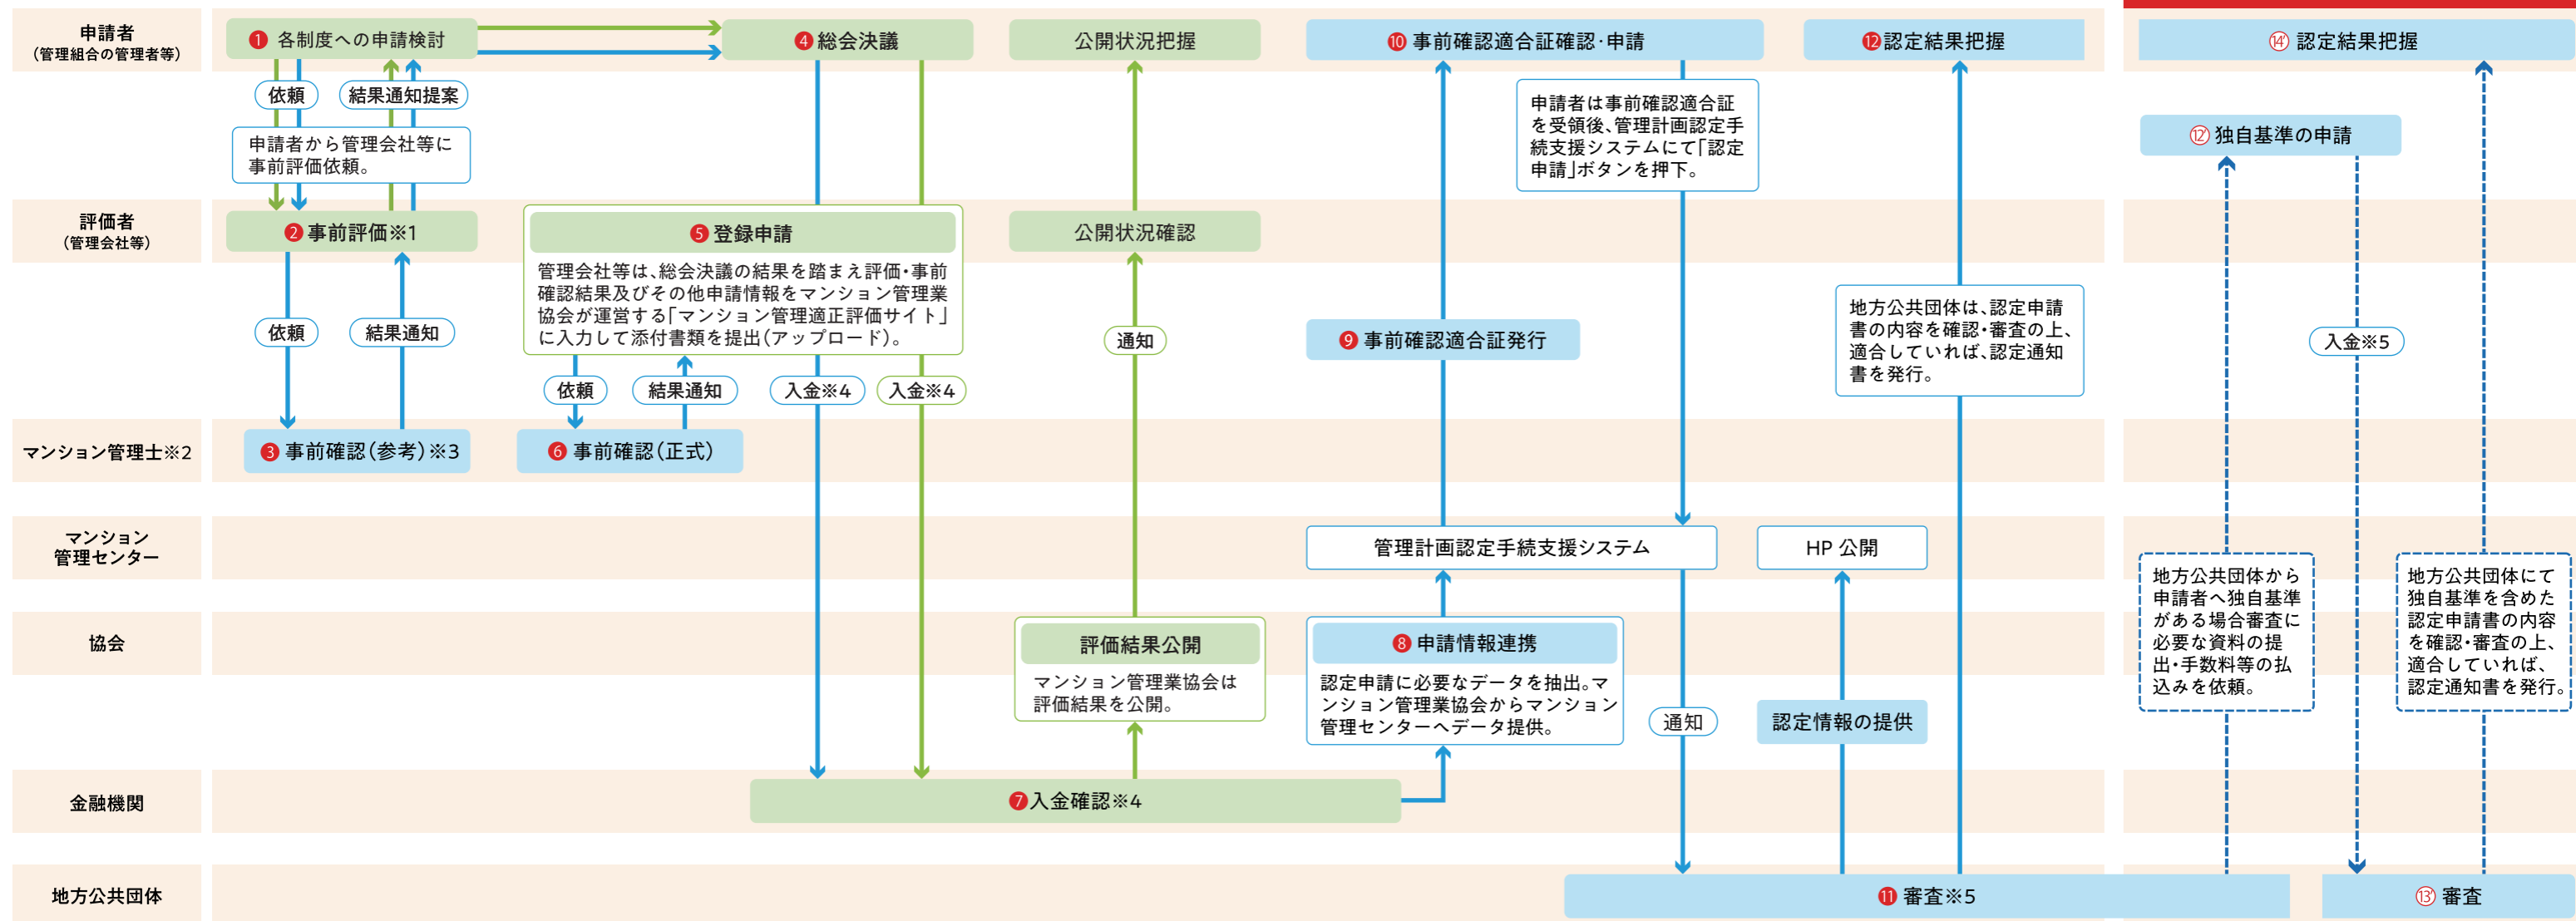 申請者
（管理組合の管理者等）
❶ 各制度への申請検討
❹ 総会決議
公開状況把握
❿ 事前確認適合証確認・申請
⓬認定結果把握
⑭' 認定結果把握
依頼
結果通知提案
申請者から管理会社等に
事前評価依頼。
申請者は事前確認適合証
を受領後、管理計画認定手
続支援システムにて「認定
申請」ボタンを押下。
⑫' 独自基準の申請
評価者
（管理会社等）
❷ 事前評価※1
❺ 登録申請
管理会社等は、総会決議の結果を踏まえ評価・事前
確認結果及びその他申請情報をマンション管理業
協会が運営する「マンション管理適正評価サイト」
に入力して添付書類を提出（アップロード）。
公開状況確認
依頼
結果通知
通知
❾ 事前確認適合証発行
地方公共団体は、認定申請
書の内容を確認・審査の上、
適合していれば、認定通知
書を発行。
入金※5
依頼
結果通知
入金※4
入金※4
マンション管理士※2
❸ 事前確認（参考）※3
❻ 事前確認（正式）
マンション
管理センター
管理計画認定手続支援システム
HP 公開
地方公共団体から
申請者へ独自基準
がある場合審査に
必要な資料の提
出・手数料等の払
込みを依頼。
地方公共団体にて
独自基準を含めた
認定申請書の内容
を確認・審査の上、
適合していれば、
認定通知書を発行。
協会
評価結果公開
マンション管理業協会は
評価結果を公開。
❽ 申請情報連携
認定申請に必要なデータを抽出。マ
ンション管理業協会からマンション
管理センターへデータ提供。
通知
認定情報の提供
金融機関
❼入金確認※4
地方公共団体
⓫ 審査※5
⑬' 審査